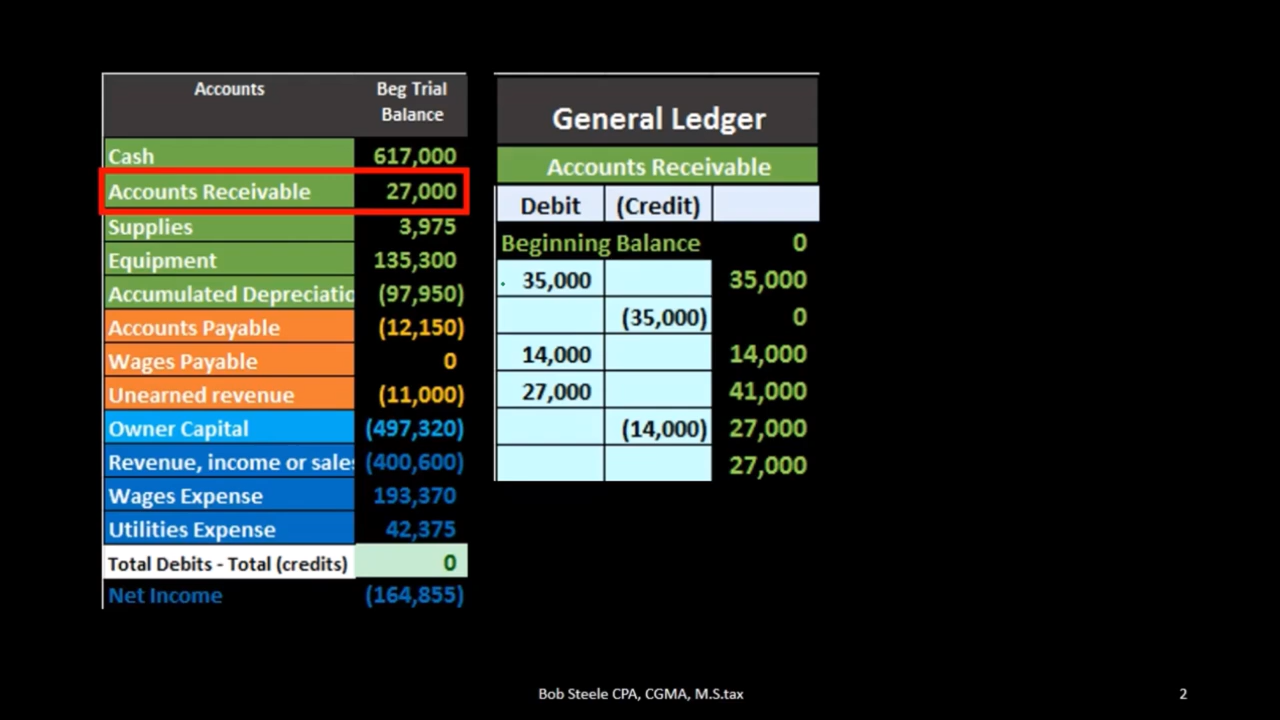 Accounts Beg Trial Balance
Cash 617,000
Accounts Receivable 27,000
Supplies 3,975
Equipment 135,300
Accumulated Depreciatio (97,950)
Accounts Payable (12,150)
Wages Payable 0
Unearned revenue (11,000)
Owner Capital (497,320)
Revenue, income or sales (400,600)
Wages Expense 193,370
Utilities Expense 42,375
Total Debits - Total (credits) 0
Net Income (164,855)
General Ledger
Accounts Receivable
Debit (Credit)
Beginning Balance 0
35,000 35,000
(35,000) 0
14,000 14,000
27,000 41,000
(14,000) 27,000
27,000
Bob Steele CPA, CGMA, M.S.tax 2